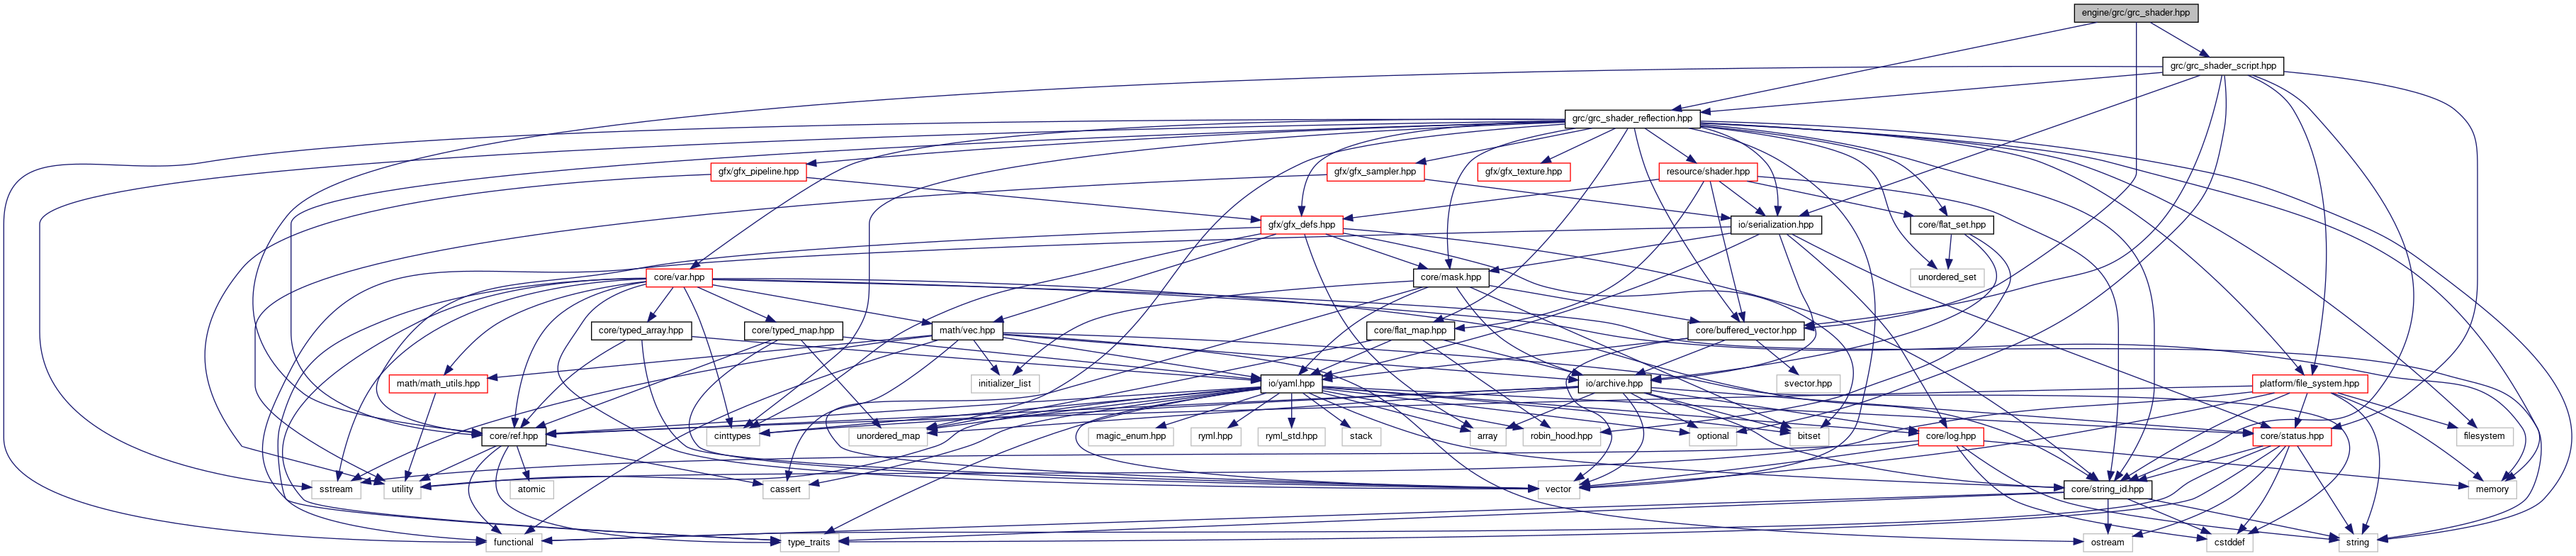 engine/grc/grc_shader.hpp
grc/grc_shader_script.hpp
grc/grc_shader_reflection.hpp
gfx/gfx_pipeline.hpp
gfx/gfx_sampler.hpp
gfx/gfx_texture.hpp
resource/shader.hpp
gfx/gfx_defs.hpp
io/serialization.hpp
core/flat_set.hpp
core/var.hpp
core/mask.hpp
unordered_set
core/typed_array.hpp
core/typed_map.hpp
math/vec.hpp
core/flat_map.hpp
core/buffered_vector.hpp
math/math_utils.hpp
initializer_list
io/yaml.hpp
io/archive.hpp
svector.hpp
platform/file_system.hpp
core/ref.hpp
cinttypes
unordered_map
magic_enum.hpp
ryml.hpp
ryml_std.hpp
stack
array
robin_hood.hpp
bitset
core/log.hpp
optional
core/status.hpp
filesystem
sstream
utility
atomic
cassert
vector
core/string_id.hpp
memory
functional
type_traits
ostream
cstddef
string